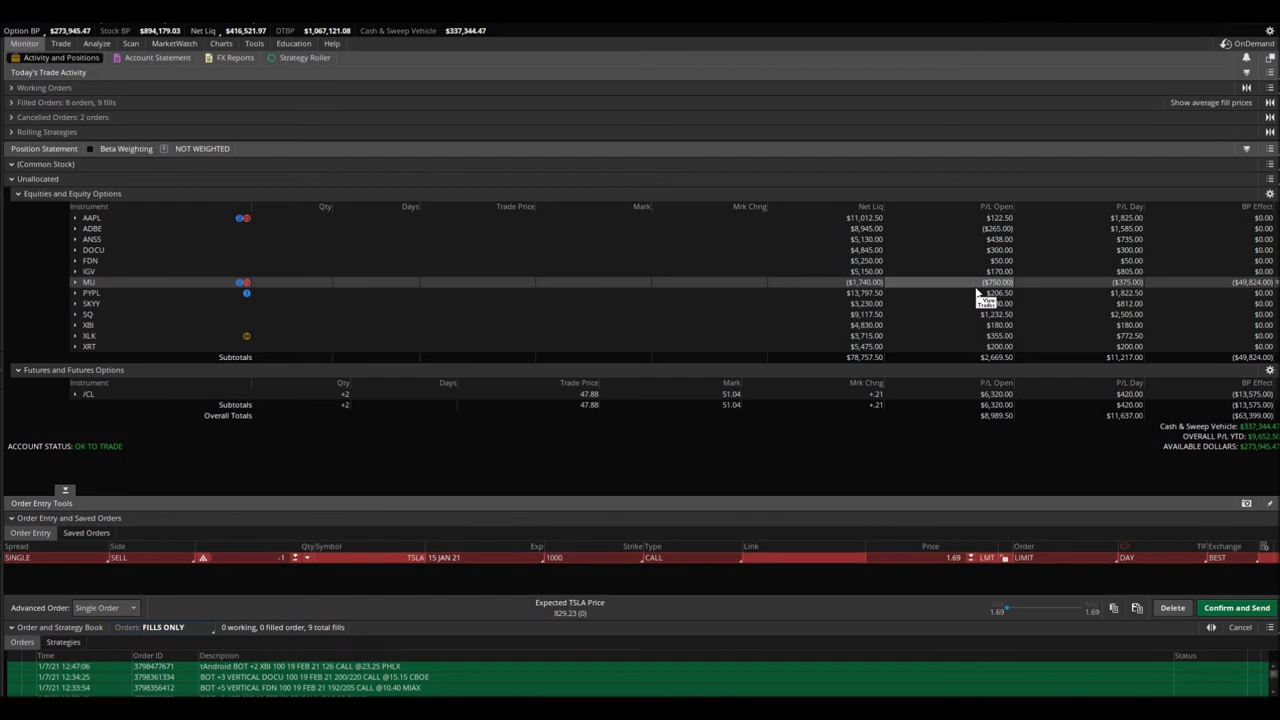 Option BP $273,945.47 Stock BP $894,179.03 Net Liq $416,521.97 DTBP $1,067,121.08 Cash & Sweep Vehicle $337,344.47
Monitor Trade Analyze Scan MarketWatch Charts Tools Education Help OnDemand
Activity and Positions Account Statement FX Reports Strategy Roller
Today's Trade Activity
Working Orders
Filled Orders: 8 orders, 9 fills Show average fill prices
Cancelled Orders: 2 orders
Rolling Strategies
Position Statement Beta Weighting NOT WEIGHTED
(Common Stock)
Unallocated
Equities and Equity Options
Instrument Qty Days Trade Price Mark Mrk Chng Net Liq P/L Open P/L Day BP Effect
AAPL $11,012.50 $122.50 $1,825.00 $0.00
ADBE $8,945.00 ($265.00) $1,585.00 $0.00
ANSS $5,130.00 $438.00 $735.00 $0.00
DOCU $4,845.00 $300.00 $300.00 $0.00
FDN $5,250.00 $50.00 $50.00 $0.00
IGV $5,150.00 $170.00 $805.00 $0.00
MU ($1,740.00) ($750.00) ($375.00) ($49,824.00)
PYPL $13,797.50 $206.50 $1,822.50 $0.00
View Trades
SKYY $3,230.00 $812.00 $0.00
SQ $9,117.50 $1,232.50 $2,505.00 $0.00
XBI $4,830.00 $180.00 $180.00 $0.00
XLK $3,715.00 $355.00 $772.50 $0.00
XRT $5,475.00 $200.00 $200.00 $0.00
Subtotals $78,757.50 $2,669.50 $11,217.00 ($49,824.00)
Futures and Futures Options
Instrument Qty Days Trade Price Mark Mrk Chng P/L Open P/L Day BP Effect
/CL +2 47.88 51.04 +.21 $6,320.00 $420.00 ($13,575.00)
Subtotals +2 47.88 51.04 +.21 $6,320.00 $420.00 ($13,575.00)
Overall Totals $8,989.50 $11,637.00 ($63,399.00)
Cash & Sweep Vehicle: $337,344.47
OVERALL P/L YTD: $9,652.50
ACCOUNT STATUS: OK TO TRADE AVAILABLE DOLLARS: $273,945.47
Order Entry Tools
Order Entry and Saved Orders
Order Entry Saved Orders
Spread Side Qty Symbol Exp Strike Type Link Price Order TIF Exchange
SINGLE SELL -1 TSLA 15 JAN 21 1000 CALL 1.69 LMT LIMIT DAY BEST
Advanced Order: Single Order Expected TSLA Price 829.23 (0) 1.69 1.69 Delete Confirm and Send
Order and Strategy Book Orders: FILLS ONLY 0 working, 0 filled order, 9 total fills Cancel
Orders Strategies
Time Order ID Description Status
1/7/21 12:47:06 3798477671 tAndroid BOT +2 XBI 100 19 FEB 21 126 CALL @23.25 PHLX
1/7/21 12:34:25 3798361334 BOT +3 VERTICAL DOCU 100 19 FEB 21 200/220 CALL @15.15 CBOE
1/7/21 12:33:54 3798356412 BOT +5 VERTICAL FDN 100 19 FEB 21 192/205 CALL @10.40 MIAX